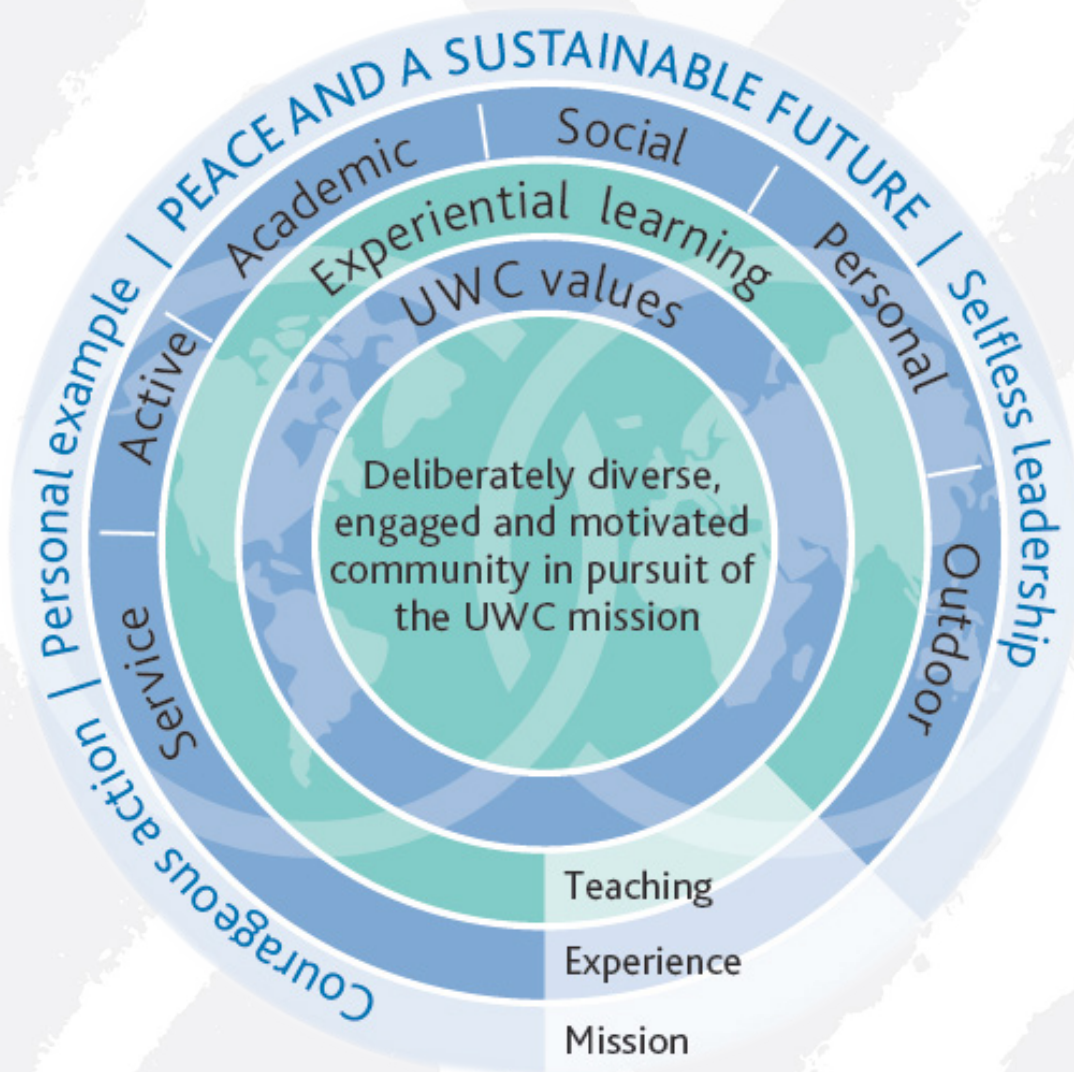 Courageous action | Personal example | PEACE AND A SUSTAINABLE FUTURE | Selfless leadership
Service
Active
Academic
Social
Personal
Outdoor
Experiential learning
UWC values
Deliberately diverse,
engaged and motivated
community in pursuit of
the UWC mission
Teaching
Experience
Mission